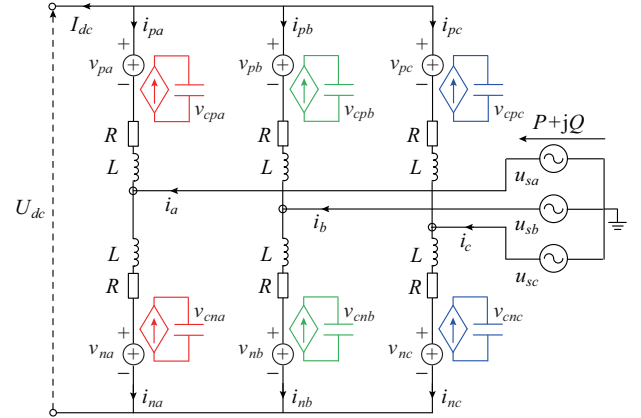 I_dc i_pa i_pb i_pc
+ + +
v_pa v_pb v_pc
− − −
v_cpa v_cpb v_cpc
R R R
P+jQ
L L L
u_sa
U_dc
i_a i_b i_c
u_sb
L L L
u_sc
R R R
v_cna v_cnb v_cnc
+ + +
v_na v_nb v_nc
− − −
i_na i_nb i_nc